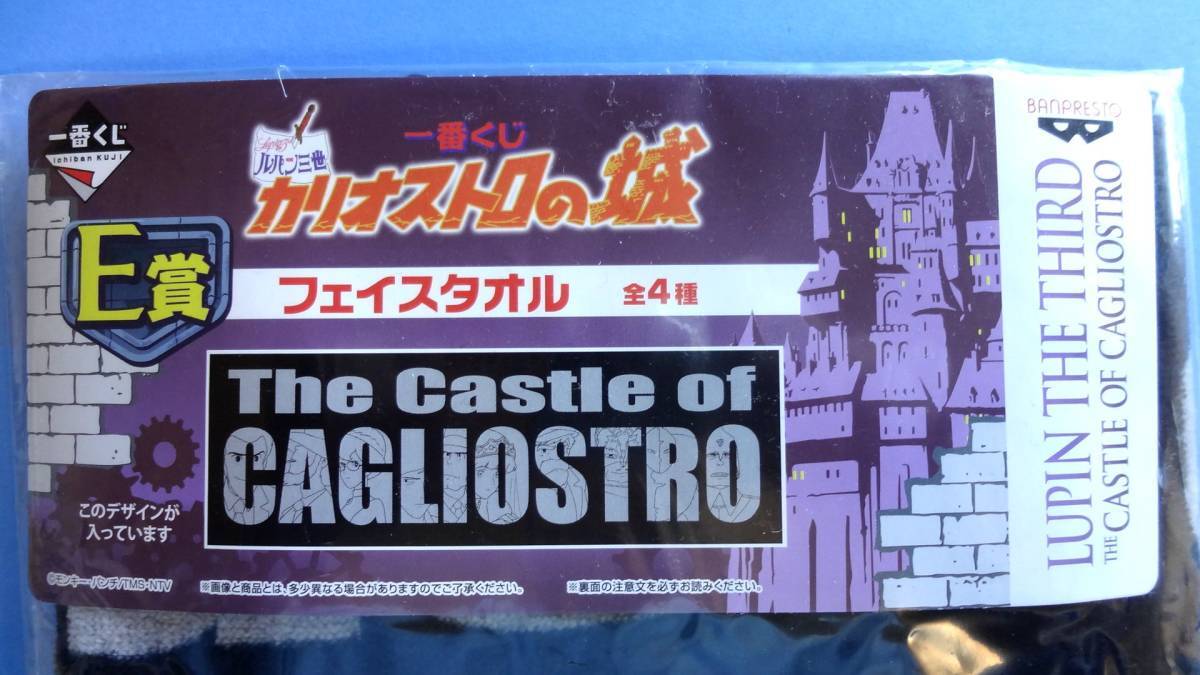 一番くじ
Ichiban KUJI
一番くじ
ルパン三世
カリオストロの城
E賞
フェイスタオル 全4種
The Castle of
CAGLIOSTRO
このデザインが
入っています
©モンキー・パンチ/TMS・NTV
※画像と商品とは、多少異なる場合がありますのでご了承ください。
※裏面の注意文を必ずお読みください。
BANPRESTO
LUPIN THE THIRD
THE CASTLE OF CAGLIOSTRO